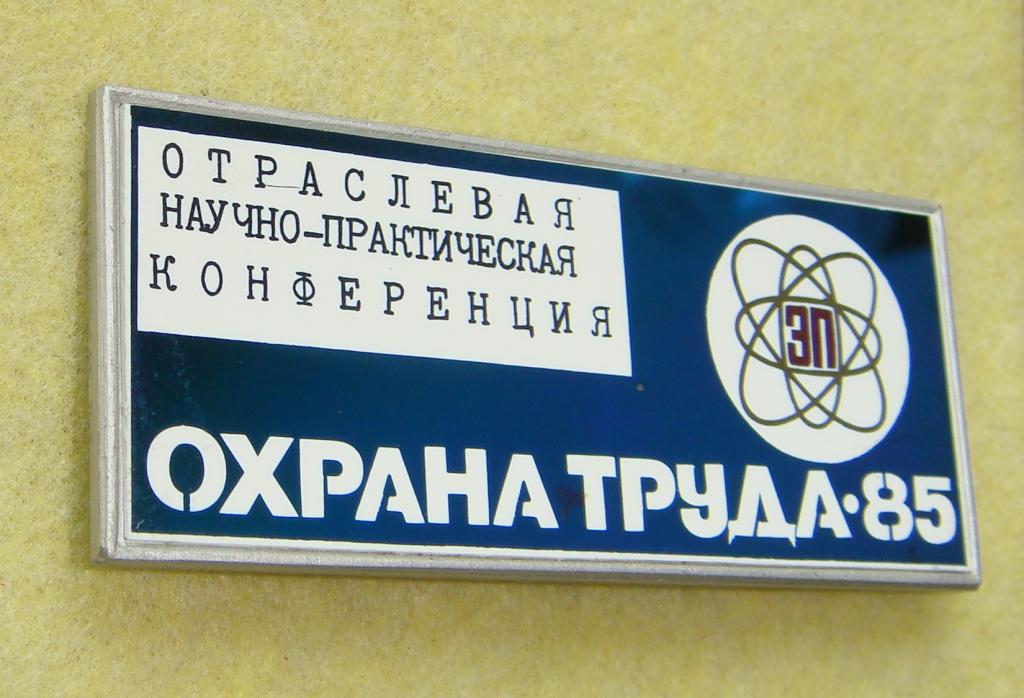 ОТРАСЛЕВАЯ
НАУЧНО-ПРАКТИЧЕСКАЯ
КОНФЕРЕНЦИЯ
ЭП
ОХРАНА ТРУДА·85